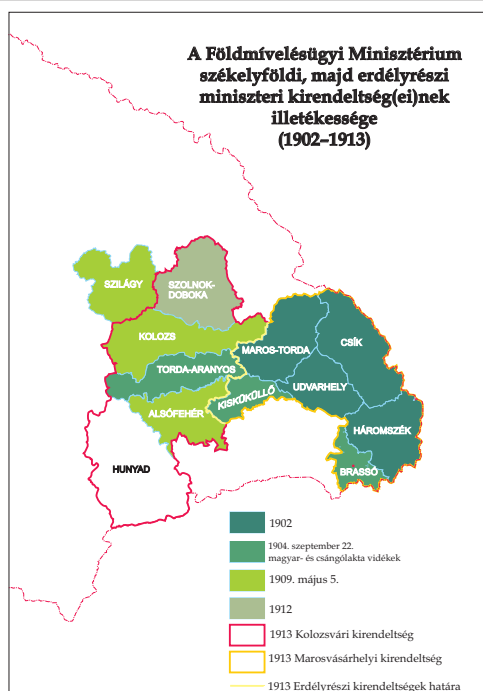 A Földmívelésügyi Minisztérium
székelyföldi, majd erdélyrészi
miniszteri kirendeltség(ei)nek
illetékessége
(1902–1913)
SZILÁGY
SZOLNOK-
DOBOKA
KOLOZS
MAROS-TORDA
CSÍK
TORDA-ARANYOS
UDVARHELY
KISKÜKÜLLŐ
ALSÓFEHÉR
HÁROMSZÉK
HUNYAD
BRASSÓ
1902
1904. szeptember 22.
magyar- és csángólakta vidékek
1909. május 5.
1912
1913 Kolozsvári kirendeltség
1913 Marosvásárhelyi kirendeltség
1913 Erdélyrészi kirendeltségek határa